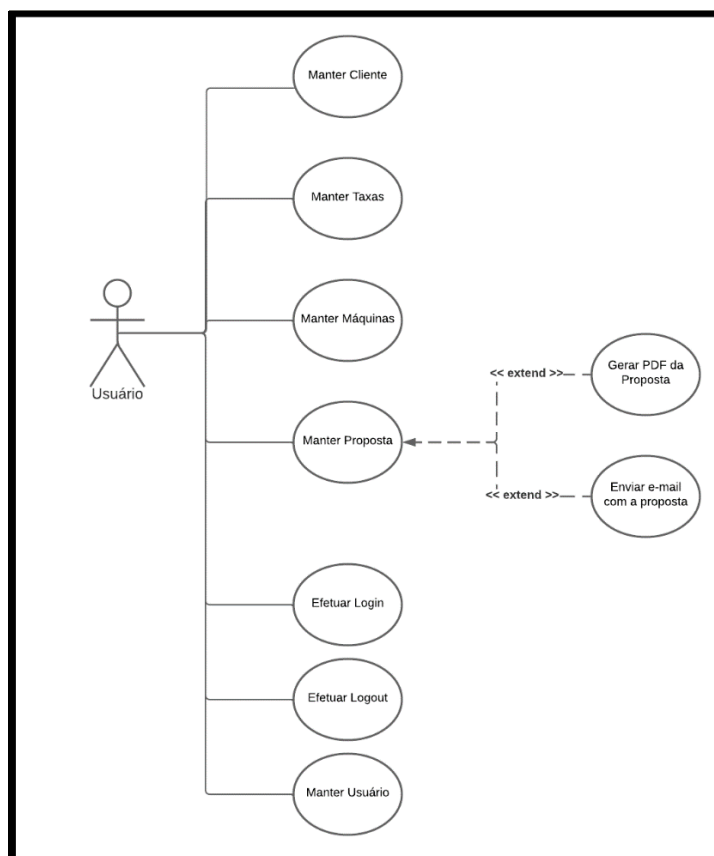 Manter Cliente
Manter Taxas
Manter Máquinas
Usuário
Manter Proposta
<< extend >>
Gerar PDF da
Proposta
<< extend >>
Enviar e-mail
com a proposta
Efetuar Login
Efetuar Logout
Manter Usuário